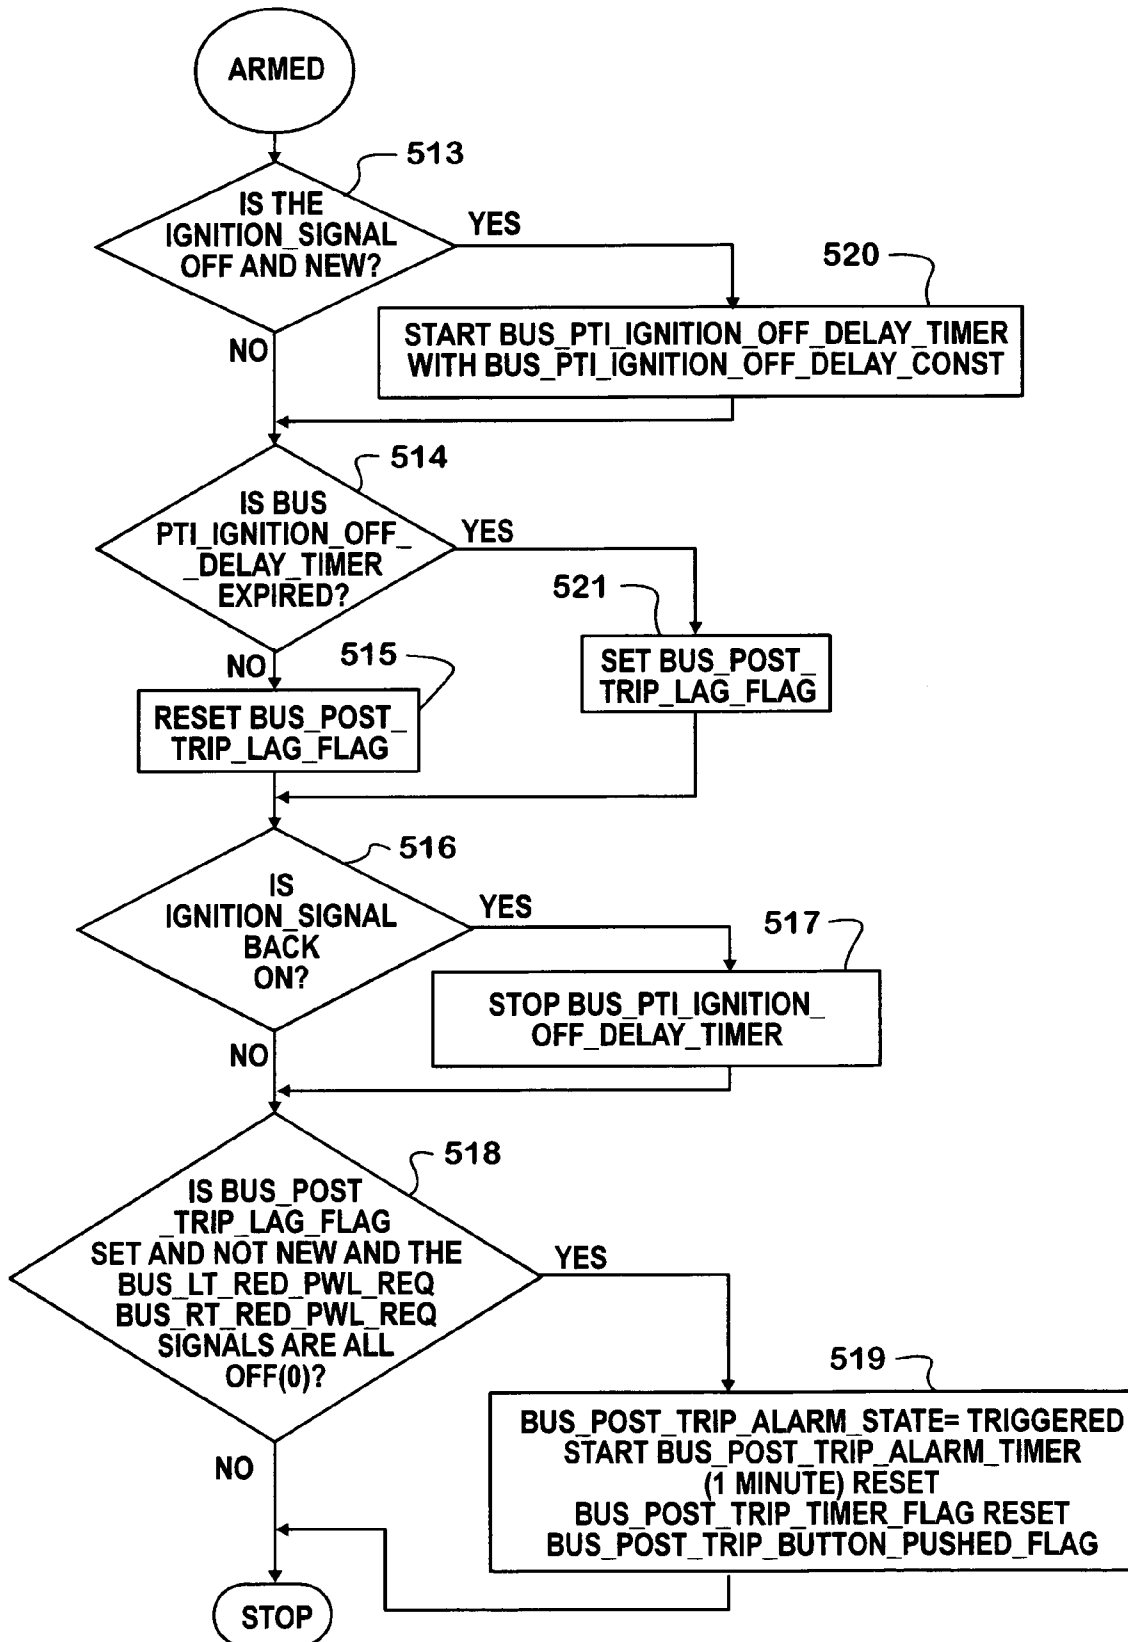 ARMED
513
IS THE
IGNITION_SIGNAL
OFF AND NEW?
YES
NO
520
START BUS_PTI_IGNITION_OFF_DELAY_TIMER
WITH BUS_PTI_IGNITION_OFF_DELAY_CONST
514
IS BUS
PTI_IGNITION_OFF_
_DELAY_TIMER
EXPIRED?
YES
NO
521
SET BUS_POST_
TRIP_LAG_FLAG
515
RESET BUS_POST_
TRIP_LAG_FLAG
516
IS
IGNITION_SIGNAL
BACK
ON?
YES
NO
517
STOP BUS_PTI_IGNITION_
OFF_DELAY_TIMER
518
IS BUS_POST
_TRIP_LAG_FLAG
SET AND NOT NEW AND THE
BUS_LT_RED_PWL_REQ
BUS_RT_RED_PWL_REQ
SIGNALS ARE ALL
OFF(0)?
YES
NO
519
BUS_POST_TRIP_ALARM_STATE= TRIGGERED
START BUS_POST_TRIP_ALARM_TIMER
(1 MINUTE) RESET
BUS_POST_TRIP_TIMER_FLAG RESET
BUS_POST_TRIP_BUTTON_PUSHED_FLAG
STOP